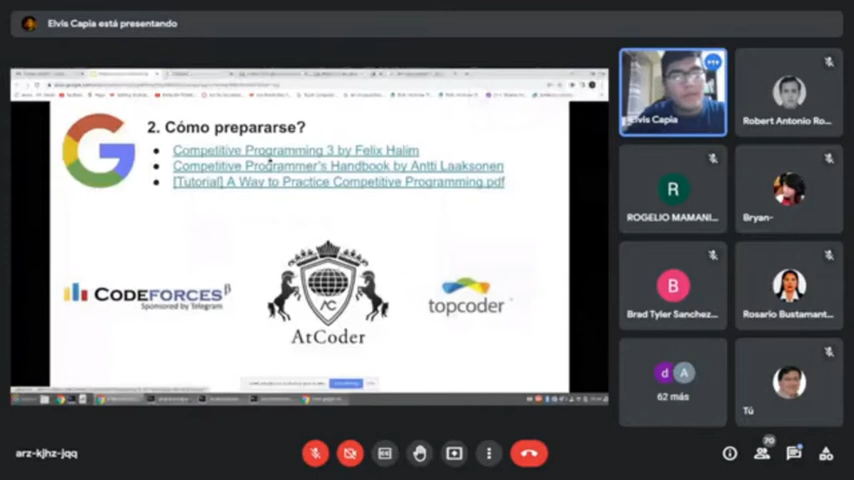 Elvis Capia está presentando
2. Cómo prepararse?
Competitive Programming 3 by Felix Halim
Competitive Programmer's Handbook by Antti Laaksonen
[Tutorial] A Way to Practice Competitive Programming.pdf
CODEFORCES β
Sponsored by Telegram
AC
AtCoder
topcoder
Elvis Capia
Robert Antonio Ro...
R
ROGELIO MAMANI...
Bryan-
B
Brad Tyler Sanchez...
Rosario Bustamant...
d A
62 más
Tú
arz-kjhz-jqq
70